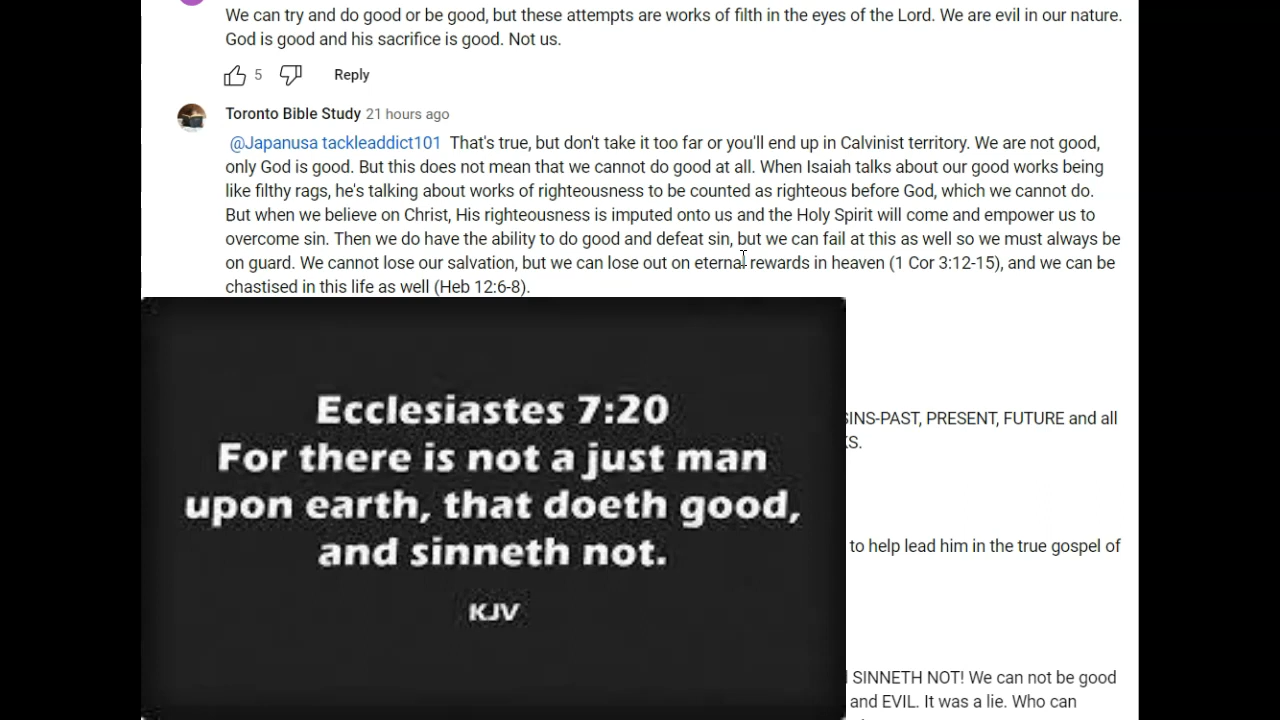 We can try and do good or be good, but these attempts are works of filth in the eyes of the Lord. We are evil in our nature.
God is good and his sacrifice is good. Not us.
5 Reply
Toronto Bible Study 21 hours ago
@Japanusa tackleaddict101 That's true, but don't take it too far or you'll end up in Calvinist territory. We are not good,
only God is good. But this does not mean that we cannot do good at all. When Isaiah talks about our good works being
like filthy rags, he's talking about works of righteousness to be counted as righteous before God, which we cannot do.
But when we believe on Christ, His righteousness is imputed onto us and the Holy Spirit will come and empower us to
overcome sin. Then we do have the ability to do good and defeat sin, but we can fail at this as well so we must always be
on guard. We cannot lose our salvation, but we can lose out on eternal rewards in heaven (1 Cor 3:12-15), and we can be
chastised in this life as well (Heb 12:6-8).
Ecclesiastes 7:20
For there is not a just man
upon earth, that doeth good,
and sinneth not.
KJV
SINS-PAST, PRESENT, FUTURE and all
to help lead him in the true gospel of
SINNETH NOT! We can not be good
and EVIL. It was a lie. Who can